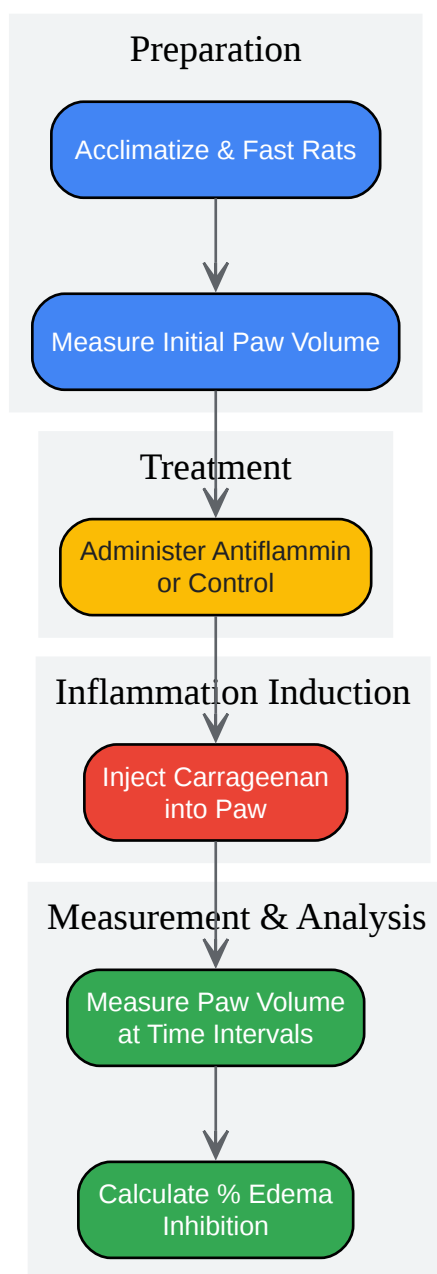 Preparation
Acclimatize & Fast Rats
Measure Initial Paw Volume
Treatment
Administer Antiflammin
or Control
Inflammation Induction
Inject Carrageenan
into Paw
Measurement & Analysis
Measure Paw Volume
at Time Intervals
Calculate % Edema
Inhibition